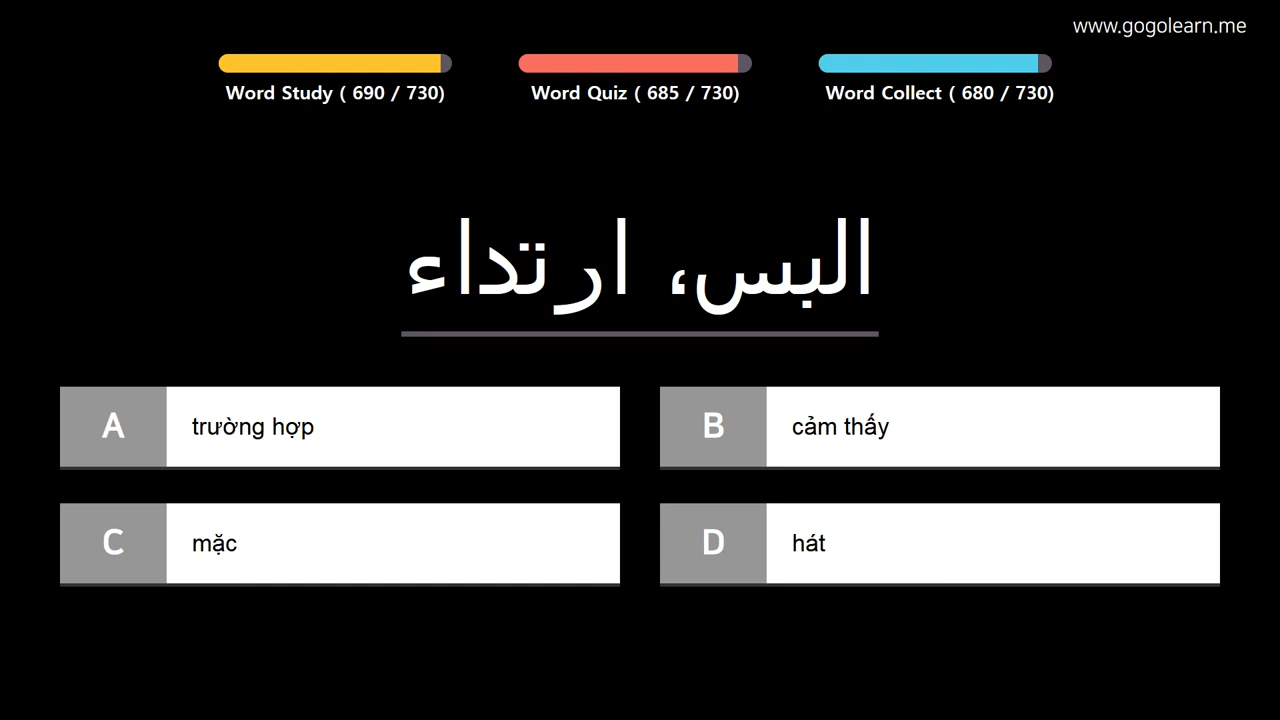 www.gogolearn.me
Word Study ( 690 / 730)
Word Quiz ( 685 / 730)
Word Collect ( 680 / 730)
البس، ارتداء
A trường hợp
B cảm thấy
C mặc
D hát